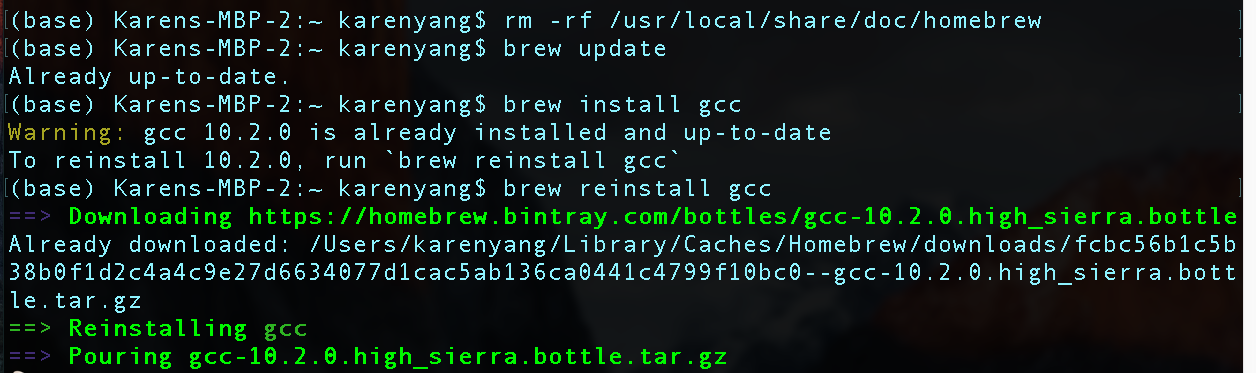 (base) Karens-MBP-2:~ karenyang$ rm -rf /usr/local/share/doc/homebrew
(base) Karens-MBP-2:~ karenyang$ brew update
Already up-to-date.
(base) Karens-MBP-2:~ karenyang$ brew install gcc
Warning: gcc 10.2.0 is already installed and up-to-date
To reinstall 10.2.0, run `brew reinstall gcc`
(base) Karens-MBP-2:~ karenyang$ brew reinstall gcc
==> Downloading https://homebrew.bintray.com/bottles/gcc-10.2.0.high_sierra.bottle
Already downloaded: /Users/karenyang/Library/Caches/Homebrew/downloads/fcbc56b1c5b
38b0f1d2c4a4c9e27d6634077d1cac5ab136ca0441c4799f10bc0--gcc-10.2.0.high_sierra.bott
le.tar.gz
==> Reinstalling gcc
==> Pouring gcc-10.2.0.high_sierra.bottle.tar.gz